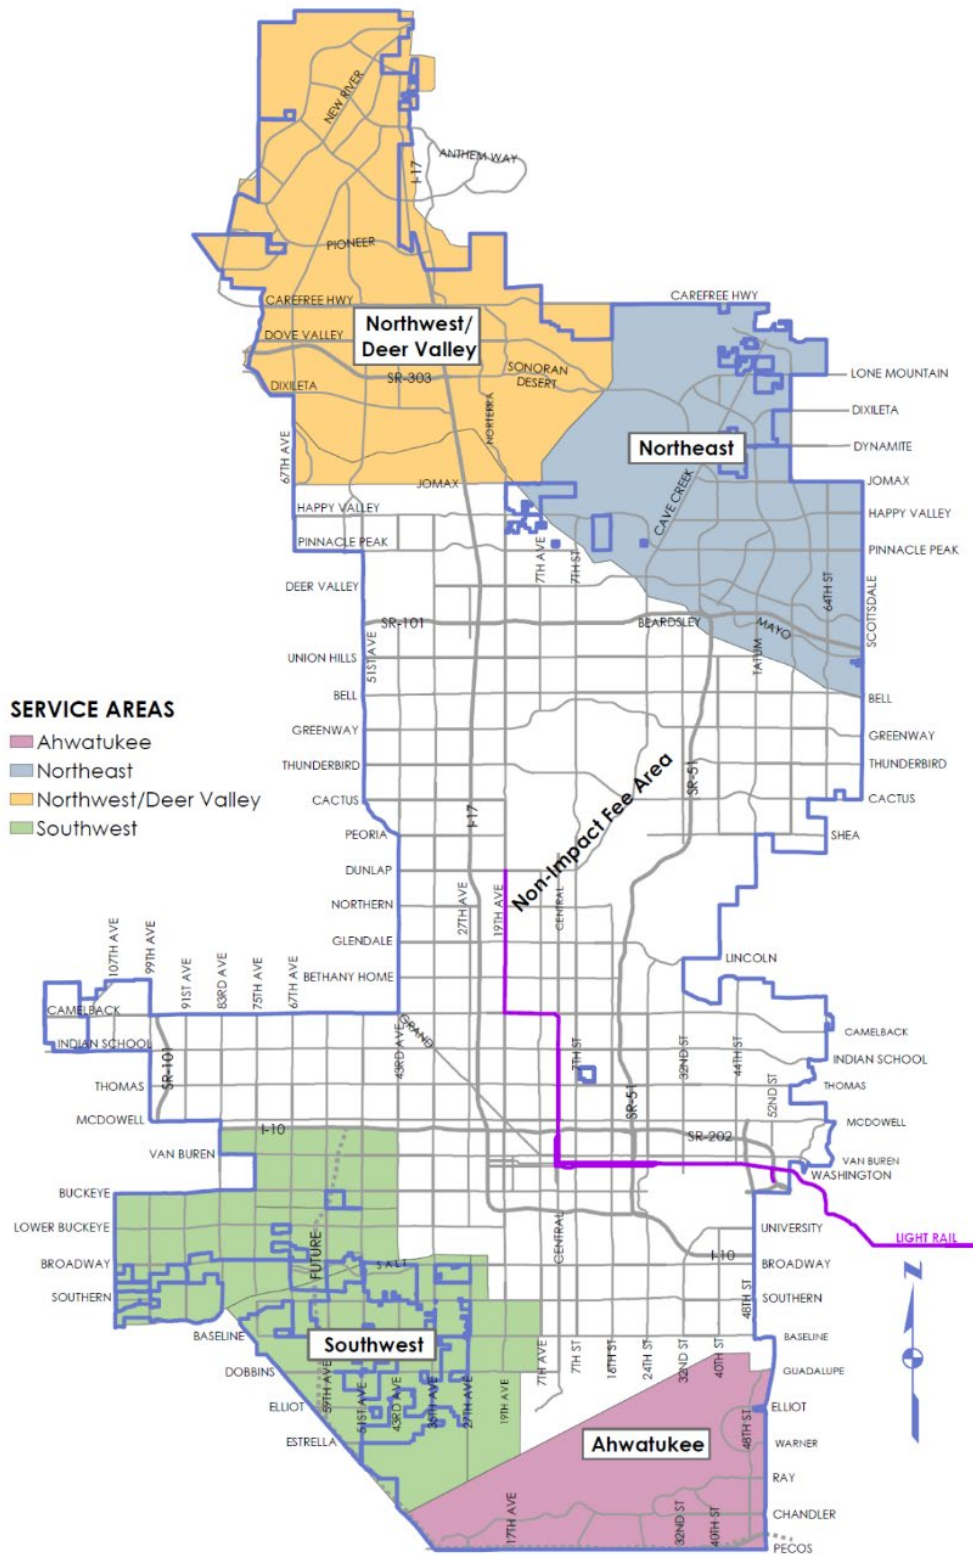 NEW RIVER
ANTHEM WAY
I-17
PIONEER
CAREFREE HWY
CAREFREE HWY
DOVE VALLEY
Northwest/
Deer Valley
SONORAN
DESERT
SR-303
DIXILETA
LONE MOUNTAIN
DIXILETA
NORTERRA
67TH AVE
Northeast
DYNAMITE
JOMAX
JOMAX
HAPPY VALLEY
CAVE CREEK
HAPPY VALLEY
PINNACLE PEAK
7TH AVE
7TH ST
PINNACLE PEAK
DEER VALLEY
64TH ST
SCOTTSDALE
SR-101
BEARDSLEY
MAYO
51ST AVE
UNION HILLS
TATUM
BELL
BELL
SERVICE AREAS
Ahwatukee
Northeast
Northwest/Deer Valley
Southwest
GREENWAY
GREENWAY
THUNDERBIRD
THUNDERBIRD
CACTUS
CACTUS
SR-51
I-17
Non-Impact Fee Area
PEORIA
SHEA
DUNLAP
27TH AVE
19TH AVE
CENTRAL
NORTHERN
GLENDALE
LINCOLN
BETHANY HOME
107TH AVE
99TH AVE
91ST AVE
83RD AVE
75TH AVE
67TH AVE
CAMELBACK
GRAND
CAMELBACK
INDIAN SCHOOL
43RD AVE
7TH ST
32ND ST
44TH ST
INDIAN SCHOOL
SR-101
THOMAS
52ND ST
THOMAS
SR-51
MCDOWELL
MCDOWELL
I-10
SR-202
VAN BUREN
VAN BUREN
WASHINGTON
BUCKEYE
LOWER BUCKEYE
UNIVERSITY
LIGHT RAIL
CENTRAL
FUTURE
BROADWAY
SALT
I-10
BROADWAY
SOUTHERN
48TH ST
SOUTHERN
Z
BASELINE
Southwest
BASELINE
7TH AVE
7TH ST
16TH ST
24TH ST
32ND ST
40TH ST
DOBBINS
GUADALUPE
59TH AVE
51ST AVE
43RD AVE
35TH AVE
27TH AVE
19TH AVE
ELLIOT
ELLIOT
48TH ST
ESTRELLA
Ahwatukee
WARNER
RAY
17TH AVE
32ND ST
40TH ST
CHANDLER
PECOS